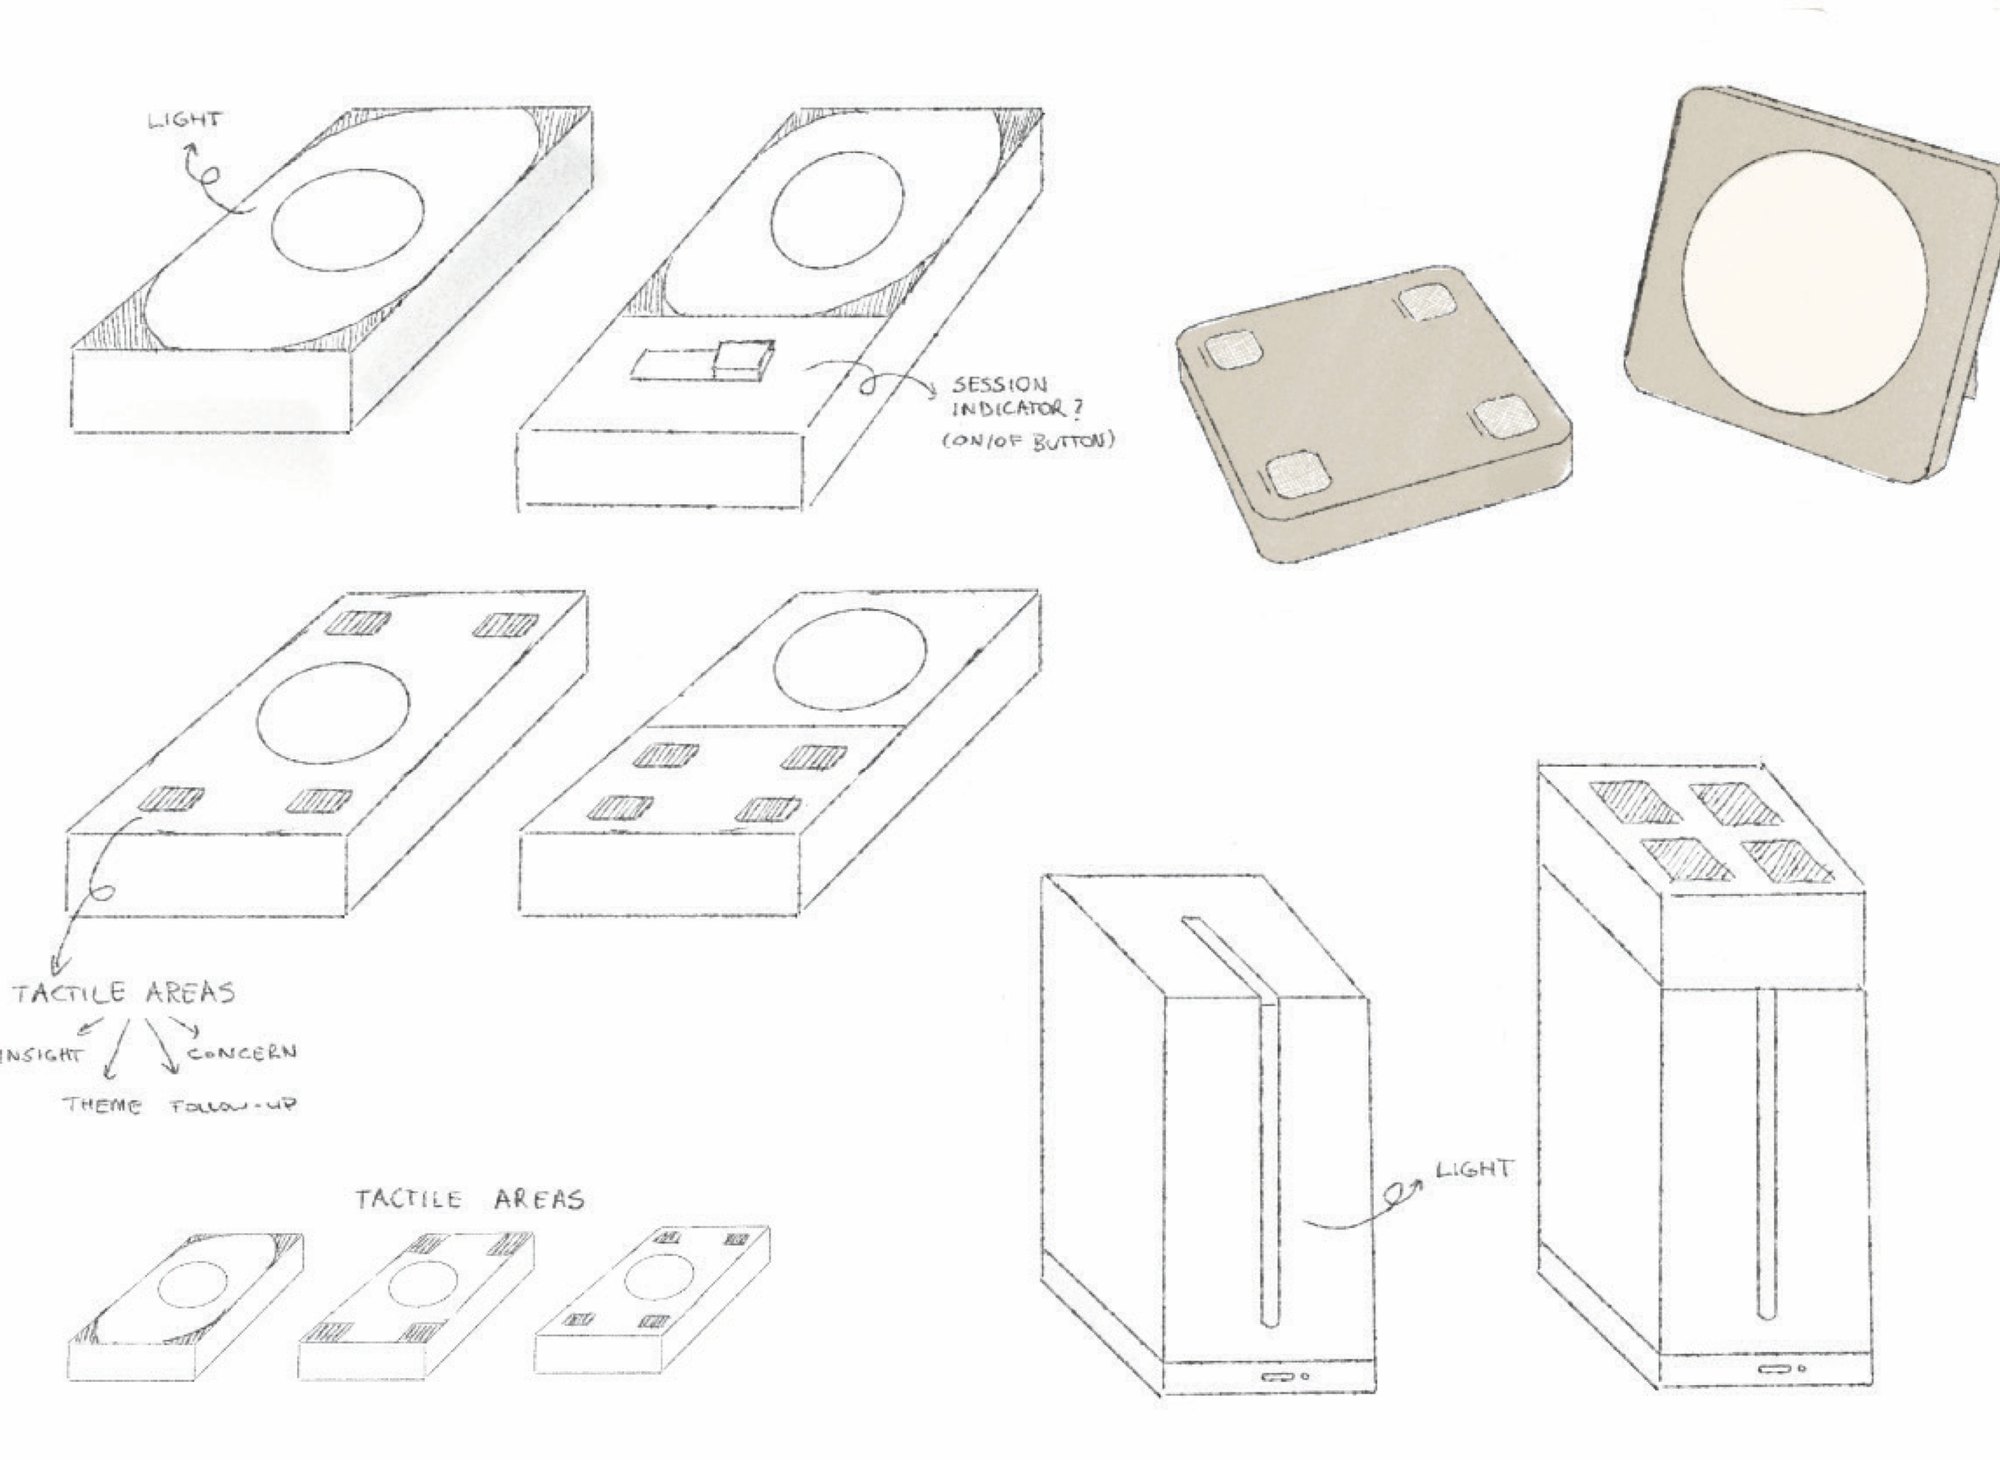 LIGHT
SESSION
INDICATOR?
(ON/OF BUTTON)
TACTILE AREAS
INSIGHT
CONCERN
THEME FOLLOW-UP
TACTILE AREAS
LIGHT